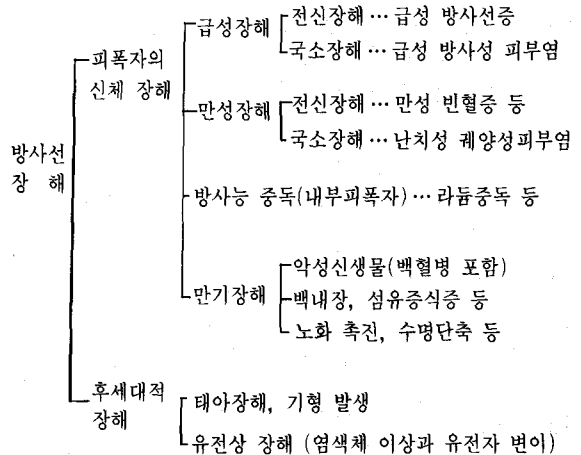 급성장해
전신장해 … 급성 방사선증
국소장해 … 급성 방사성 피부염
피폭자의
신체 장해
만성장해
전신장해 … 만성 빈혈증 등
국소장해 … 난치성 궤양성피부염
방사선
장 해
방사능 중독(내부피폭자) … 라듐중독 등
만기장해
악성신생물(백혈병 포함)
백내장, 섬유증식증 등
노화 촉진, 수명단축 등
후세대적
장해
태아장해, 기형 발생
유전상 장해 (염색체 이상과 유전자 변이)